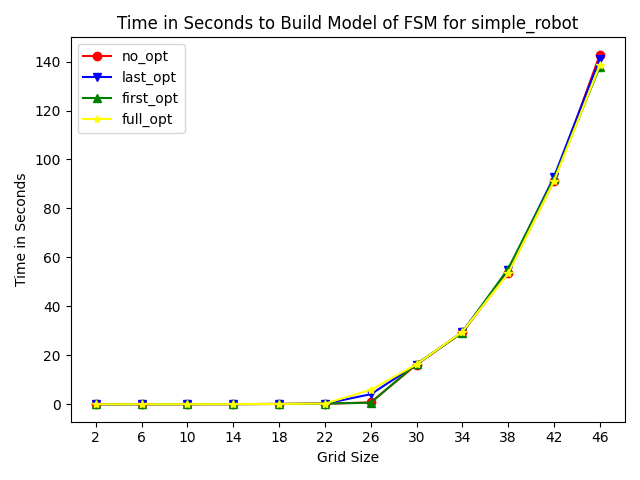 Time in Seconds to Build Model of FSM for simple_robot
no_opt
last_opt
first_opt
full_opt
Time in Seconds
140
120
100
80
60
40
20
0
2 6 10 14 18 22 26 30 34 38 42 46
Grid Size